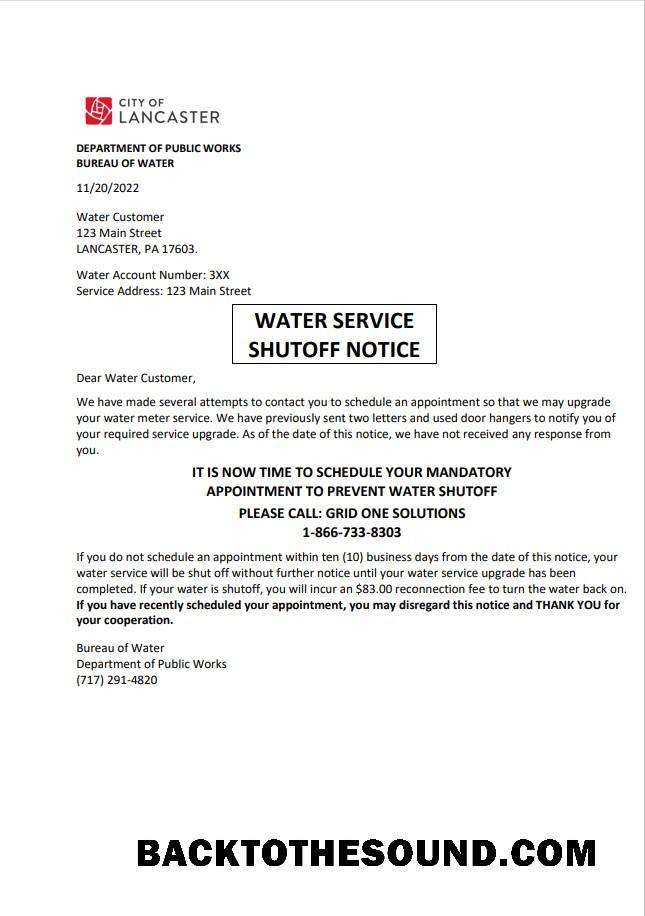 CITY OF
LANCASTER
DEPARTMENT OF PUBLIC WORKS
BUREAU OF WATER
11/20/2022
Water Customer
123 Main Street
LANCASTER, PA 17603.
Water Account Number: 3XX
Service Address: 123 Main Street
WATER SERVICE
SHUTOFF NOTICE
Dear Water Customer,
We have made several attempts to contact you to schedule an appointment so that we may upgrade
your water meter service. We have previously sent two letters and used door hangers to notify you of
your required service upgrade. As of the date of this notice, we have not received any response from
you.
IT IS NOW TIME TO SCHEDULE YOUR MANDATORY
APPOINTMENT TO PREVENT WATER SHUTOFF
PLEASE CALL: GRID ONE SOLUTIONS
1-866-733-8303
If you do not schedule an appointment within ten (10) business days from the date of this notice, your
water service will be shut off without further notice until your water service upgrade has been
completed. If your water is shutoff, you will incur an $83.00 reconnection fee to turn the water back on.
If you have recently scheduled your appointment, you may disregard this notice and THANK YOU for
your cooperation.
Bureau of Water
Department of Public Works
(717) 291-4820
BACKTOTHESOUND.COM